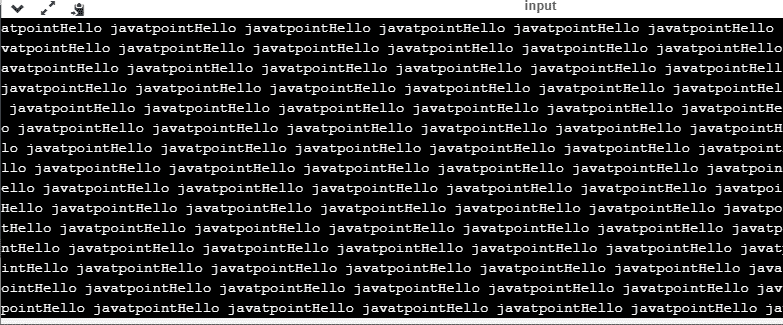 input
atpointHello javatpointHello javatpointHello javatpointHello javatpointHello javatpointHello
vatpointHello javatpointHello javatpointHello javatpointHello javatpointHello javatpointHello
avatpointHello javatpointHello javatpointHello javatpointHello javatpointHello javatpointHell
javatpointHello javatpointHello javatpointHello javatpointHello javatpointHello javatpointHel
javatpointHello javatpointHello javatpointHello javatpointHello javatpointHello javatpointHe
o javatpointHello javatpointHello javatpointHello javatpointHello javatpointHello javatpointH
lo javatpointHello javatpointHello javatpointHello javatpointHello javatpointHello javatpoint
llo javatpointHello javatpointHello javatpointHello javatpointHello javatpointHello javatpoin
ello javatpointHello javatpointHello javatpointHello javatpointHello javatpointHello javatpoi
Hello javatpointHello javatpointHello javatpointHello javatpointHello javatpointHello javatpo
tHello javatpointHello javatpointHello javatpointHello javatpointHello javatpointHello javatp
ntHello javatpointHello javatpointHello javatpointHello javatpointHello javatpointHello javat
intHello javatpointHello javatpointHello javatpointHello javatpointHello javatpointHello java
ointHello javatpointHello javatpointHello javatpointHello javatpointHello javatpointHello jav
pointHello javatpointHello javatpointHello javatpointHello javatpointHello javatpointHello ja